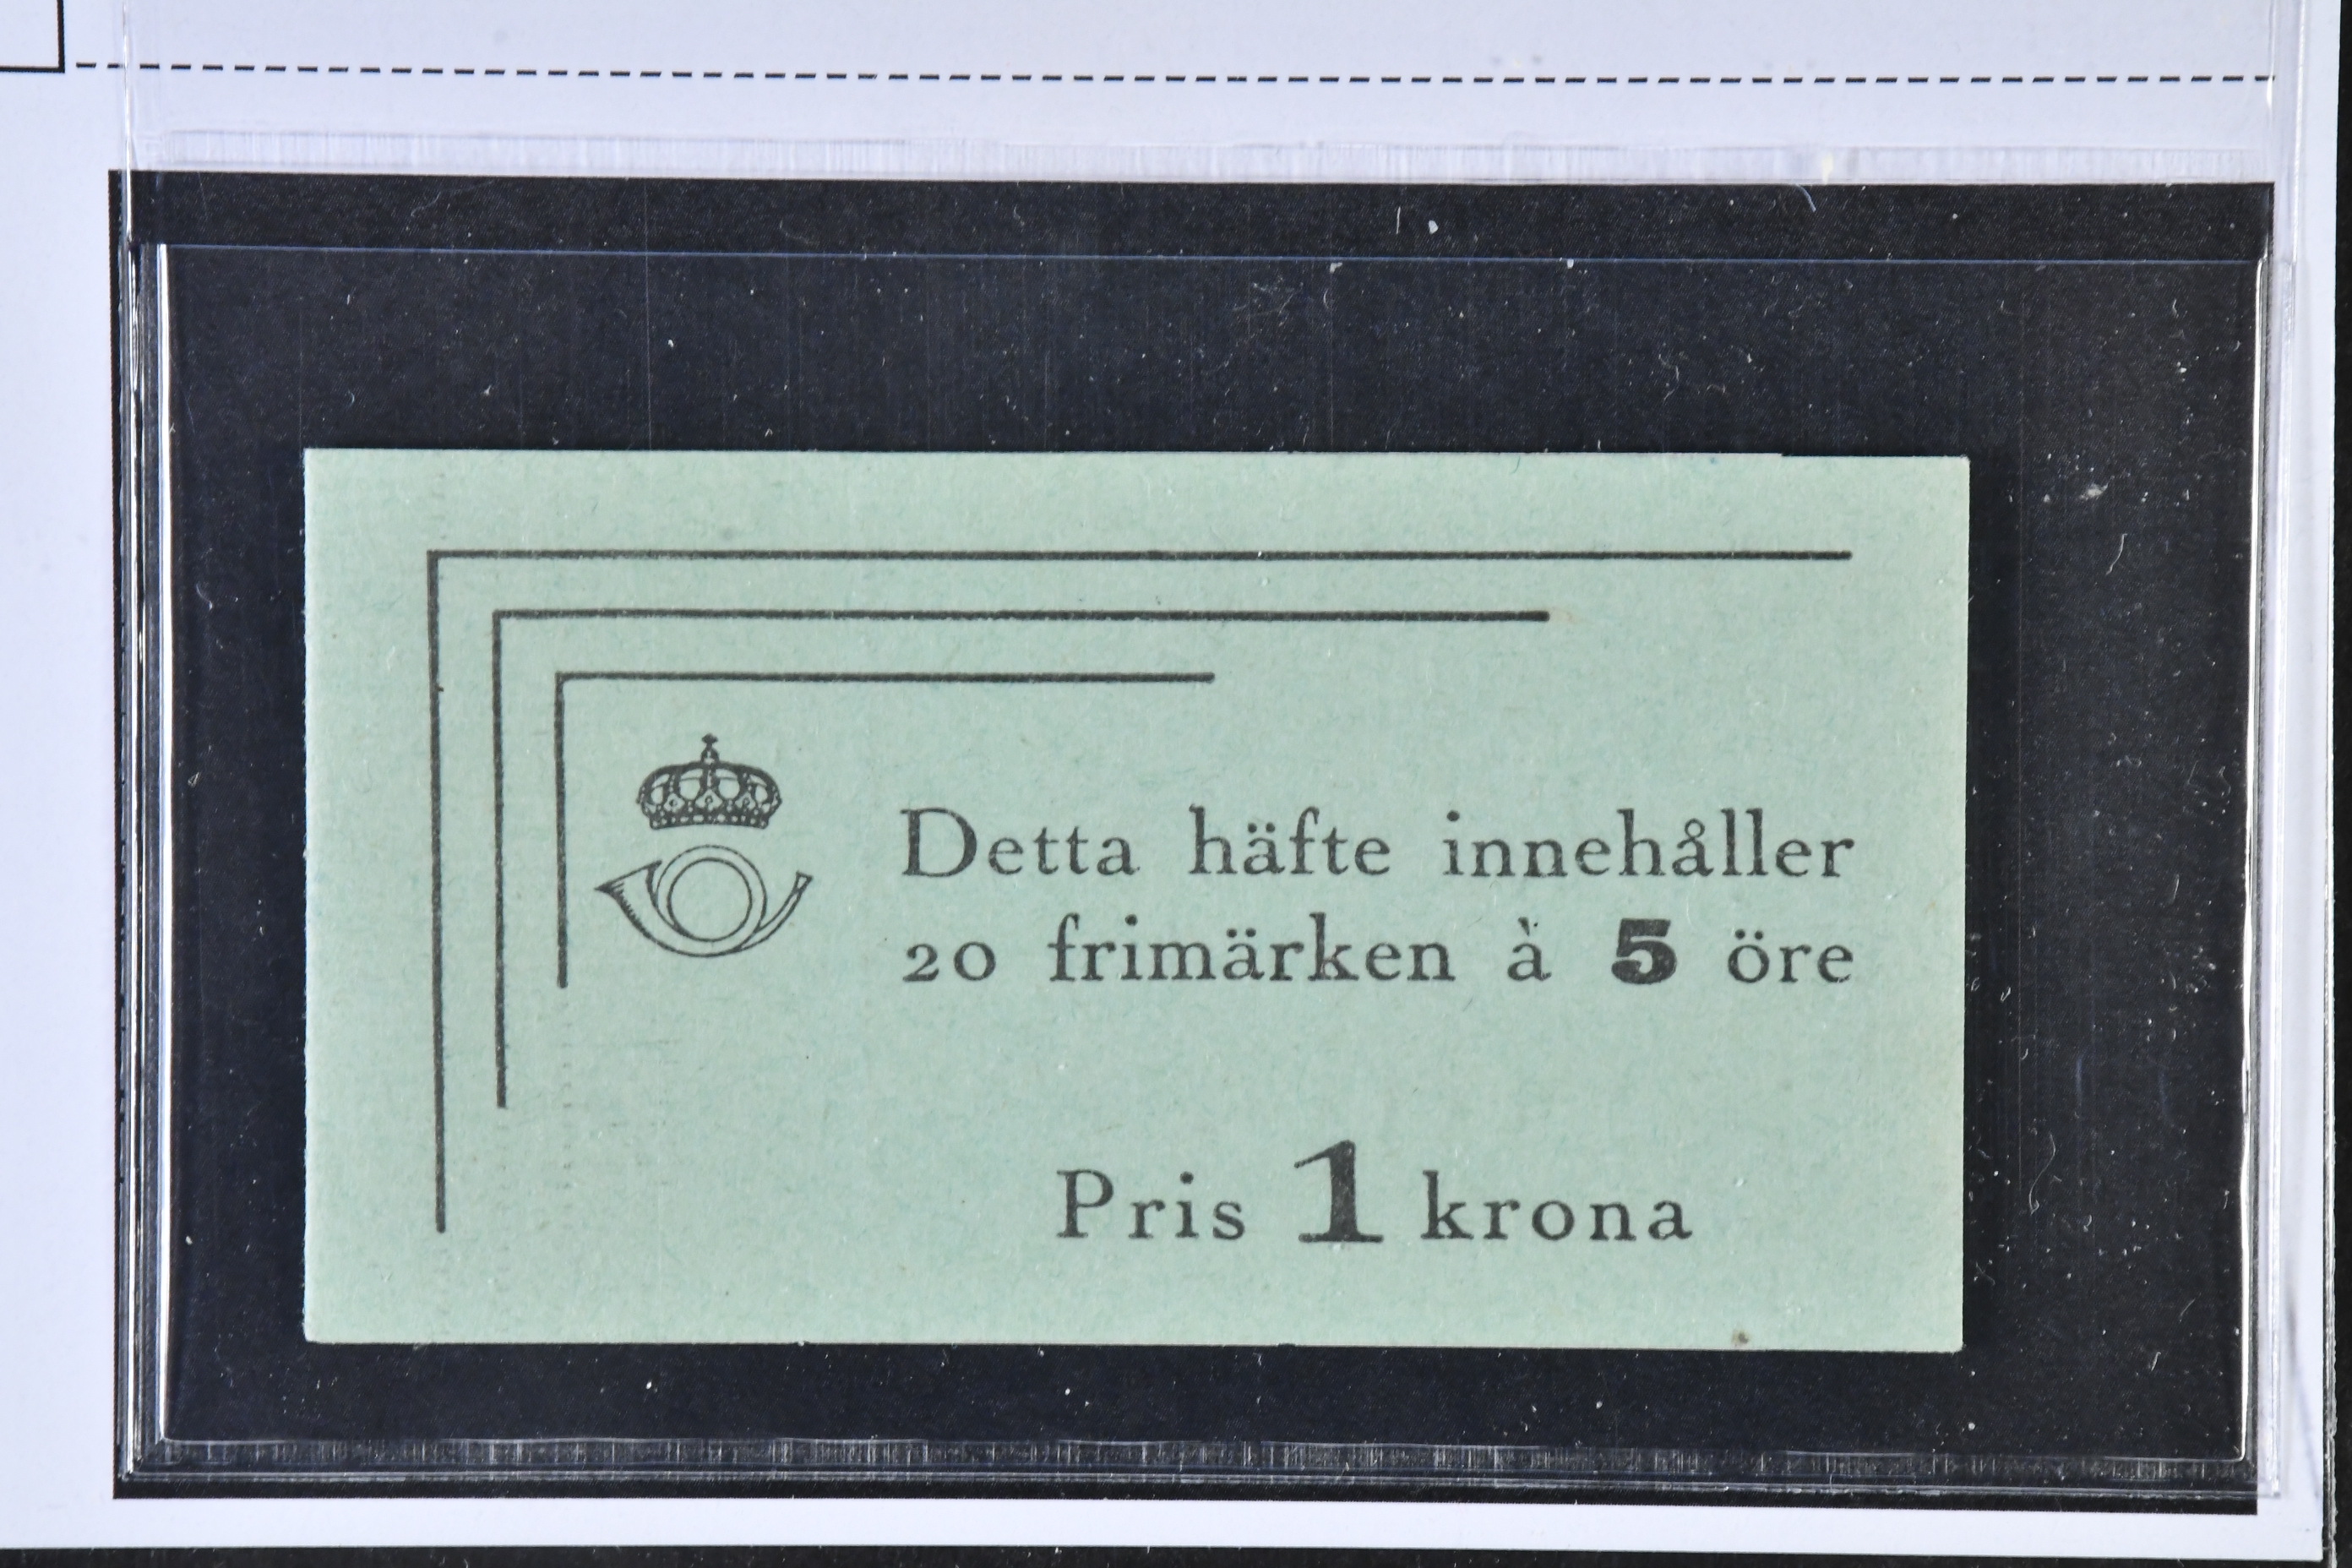 Detta häfte innehåller
20 frimärken à 5 öre
Pris 1 krona